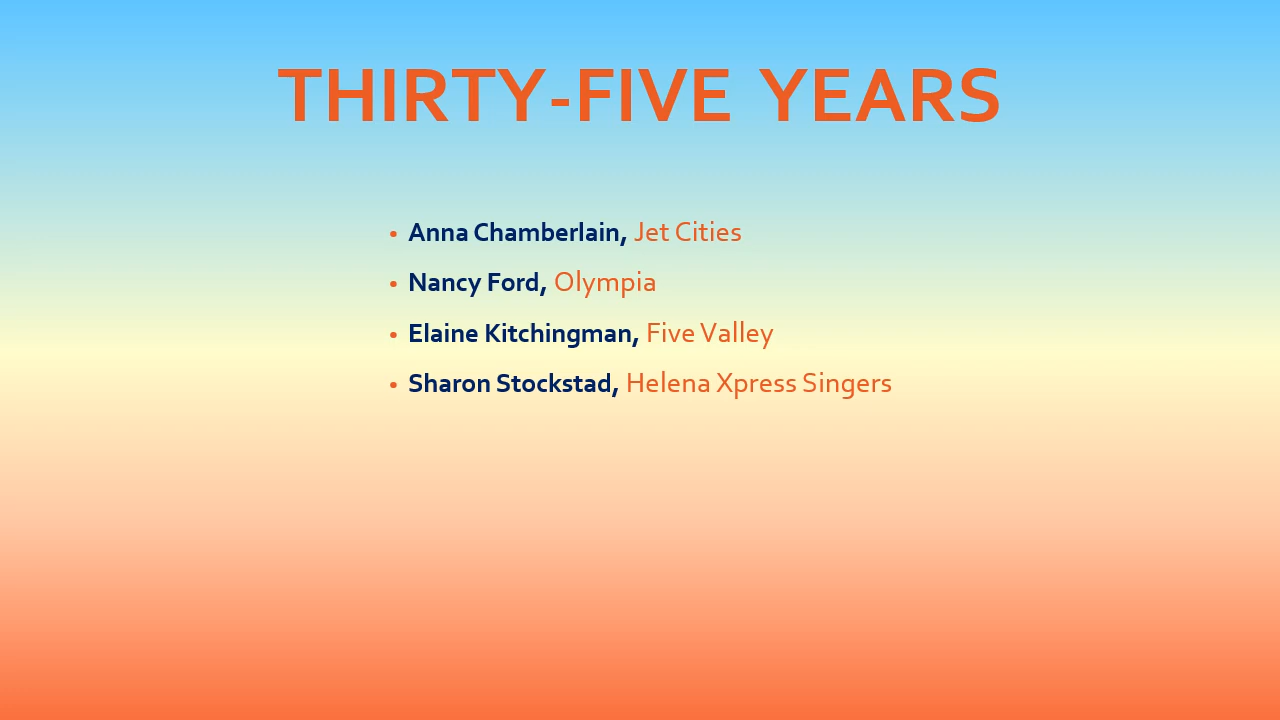 THIRTY-FIVE YEARS
• Anna Chamberlain, Jet Cities
• Nancy Ford, Olympia
• Elaine Kitchingman, Five Valley
• Sharon Stockstad, Helena Xpress Singers